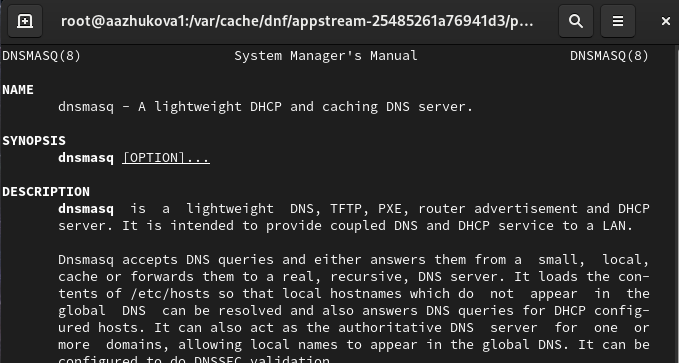 root@aazhukova1:/var/cache/dnf/appstream-25485261a76941d3/p...
DNSMASQ(8) System Manager's Manual DNSMASQ(8)
NAME
dnsmasq - A lightweight DHCP and caching DNS server.
SYNOPSIS
dnsmasq [OPTION]...
DESCRIPTION
dnsmasq is a lightweight DNS, TFTP, PXE, router advertisement and DHCP
server. It is intended to provide coupled DNS and DHCP service to a LAN.
Dnsmasq accepts DNS queries and either answers them from a small, local,
cache or forwards them to a real, recursive, DNS server. It loads the con-
tents of /etc/hosts so that local hostnames which do not appear in the
global DNS can be resolved and also answers DNS queries for DHCP config-
ured hosts. It can also act as the authoritative DNS server for one or
more domains, allowing local names to appear in the global DNS. It can be
configured to do DNSSEC validation.